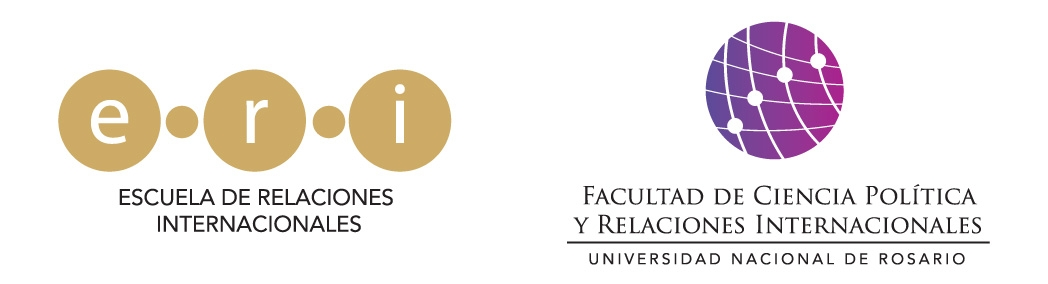 e r i
ESCUELA DE RELACIONES
INTERNACIONALES
FACULTAD DE CIENCIA POLÍTICA
Y RELACIONES INTERNACIONALES
UNIVERSIDAD NACIONAL DE ROSARIO